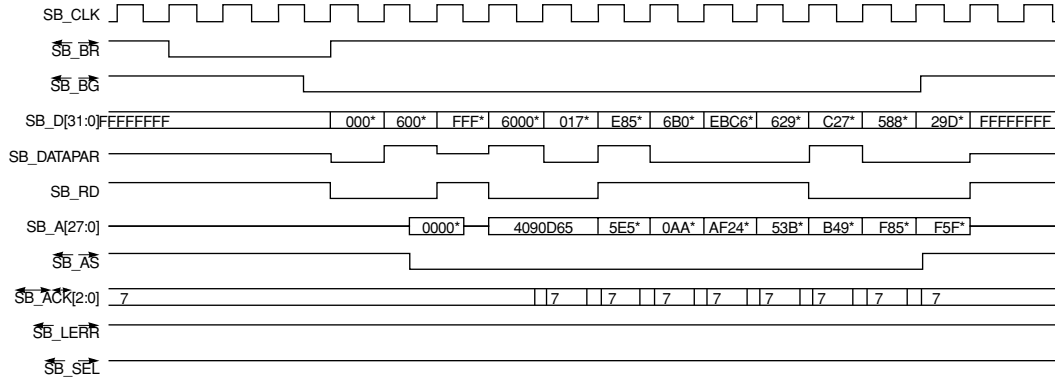 SB_CLK
SB_BR
SB_BG
SB_D[31:0] FFFFFFFF 000* 600* FFF* 6000* 017* E85* 6B0* EBC6* 629* C27* 588* 29D* FFFFFFFF
SB_DATAPAR
SB_RD
SB_A[27:0] 0000* 4090D65 5E5* 0AA* AF24* 53B* B49* F85* F5F*
SB_AS
SB_ACK[2:0] 7 7 7 7 7 7 7 7 7
SB_LERR
SB_SEL